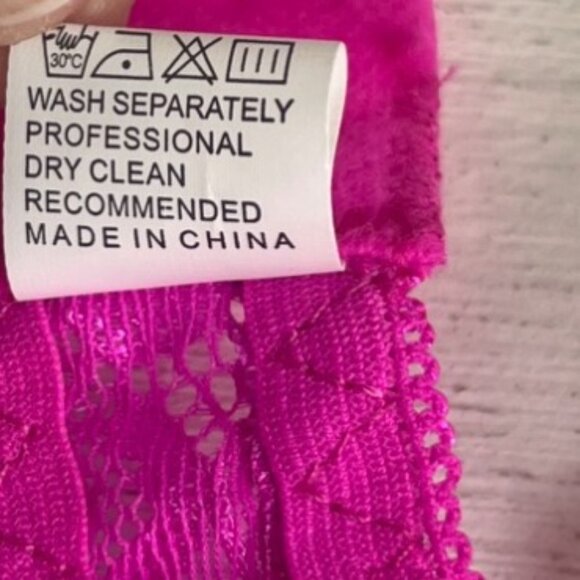 30°C
WASH SEPARATELY
PROFESSIONAL
DRY CLEAN
RECOMMENDED
MADE IN CHINA